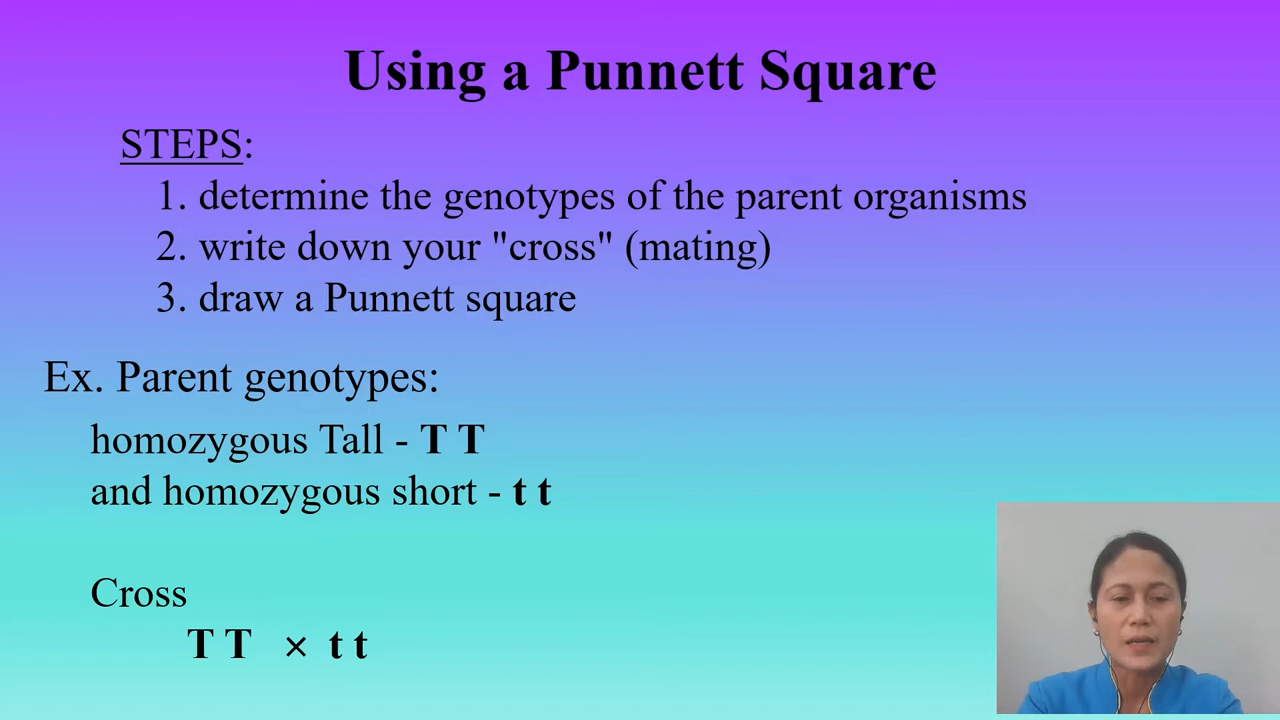 Using a Punnett Square
STEPS:
1. determine the genotypes of the parent organisms
2. write down your "cross" (mating)
3. draw a Punnett square
Ex. Parent genotypes:
homozygous Tall - T T
and homozygous short - t t
Cross
T T × t t